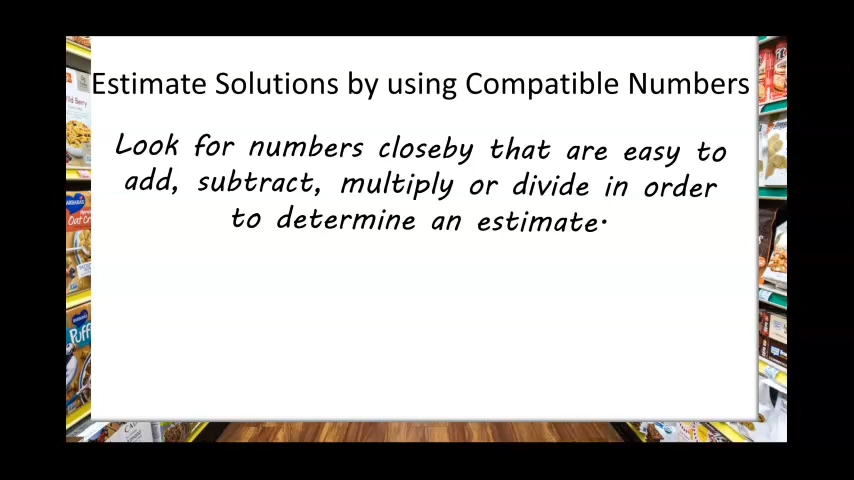 Estimate Solutions by using Compatible Numbers
Look for numbers closeby that are easy to
add, subtract, multiply or divide in order
to determine an estimate.
Puff